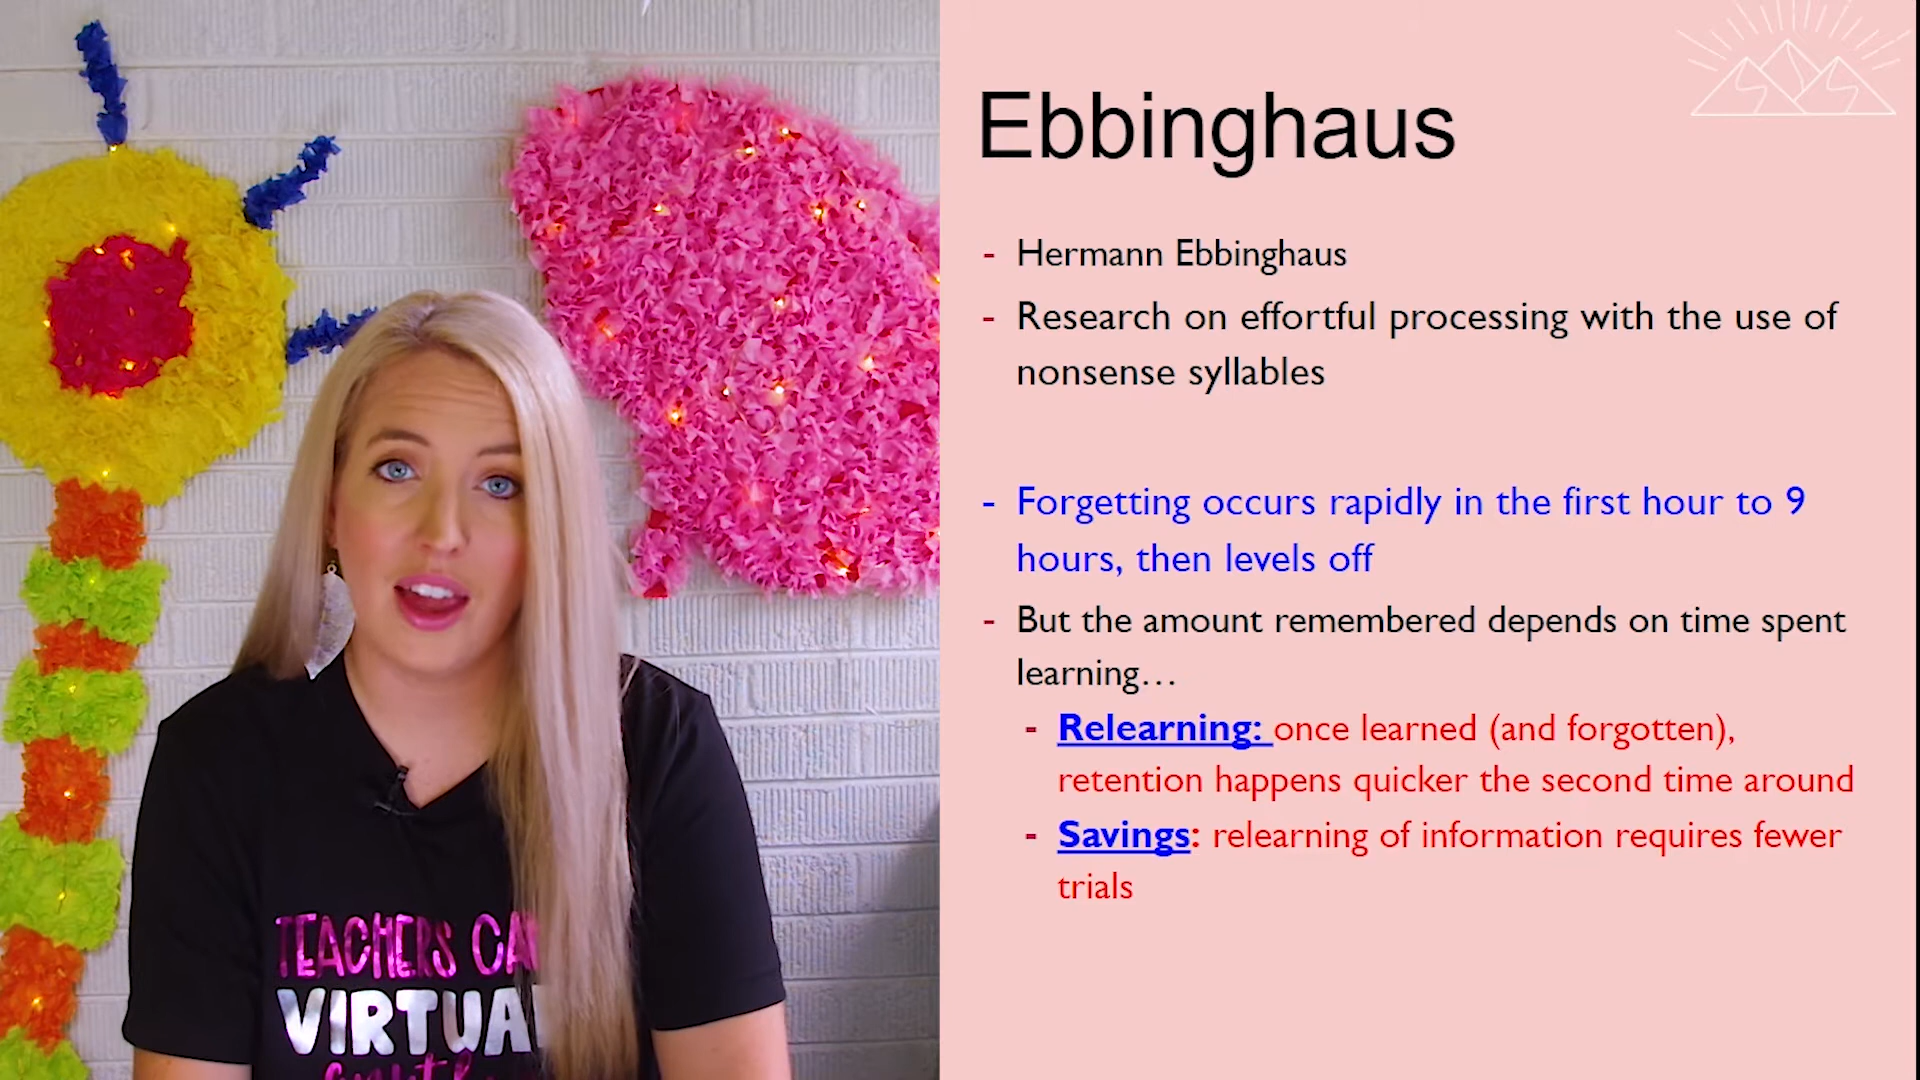 Ebbinghaus
- Hermann Ebbinghaus
- Research on effortful processing with the use of
nonsense syllables
- Forgetting occurs rapidly in the first hour to 9
hours, then levels off
- But the amount remembered depends on time spent
learning…
- Relearning: once learned (and forgotten),
retention happens quicker the second time around
- Savings: relearning of information requires fewer
trials
TEACHERS CA
VIRTUA